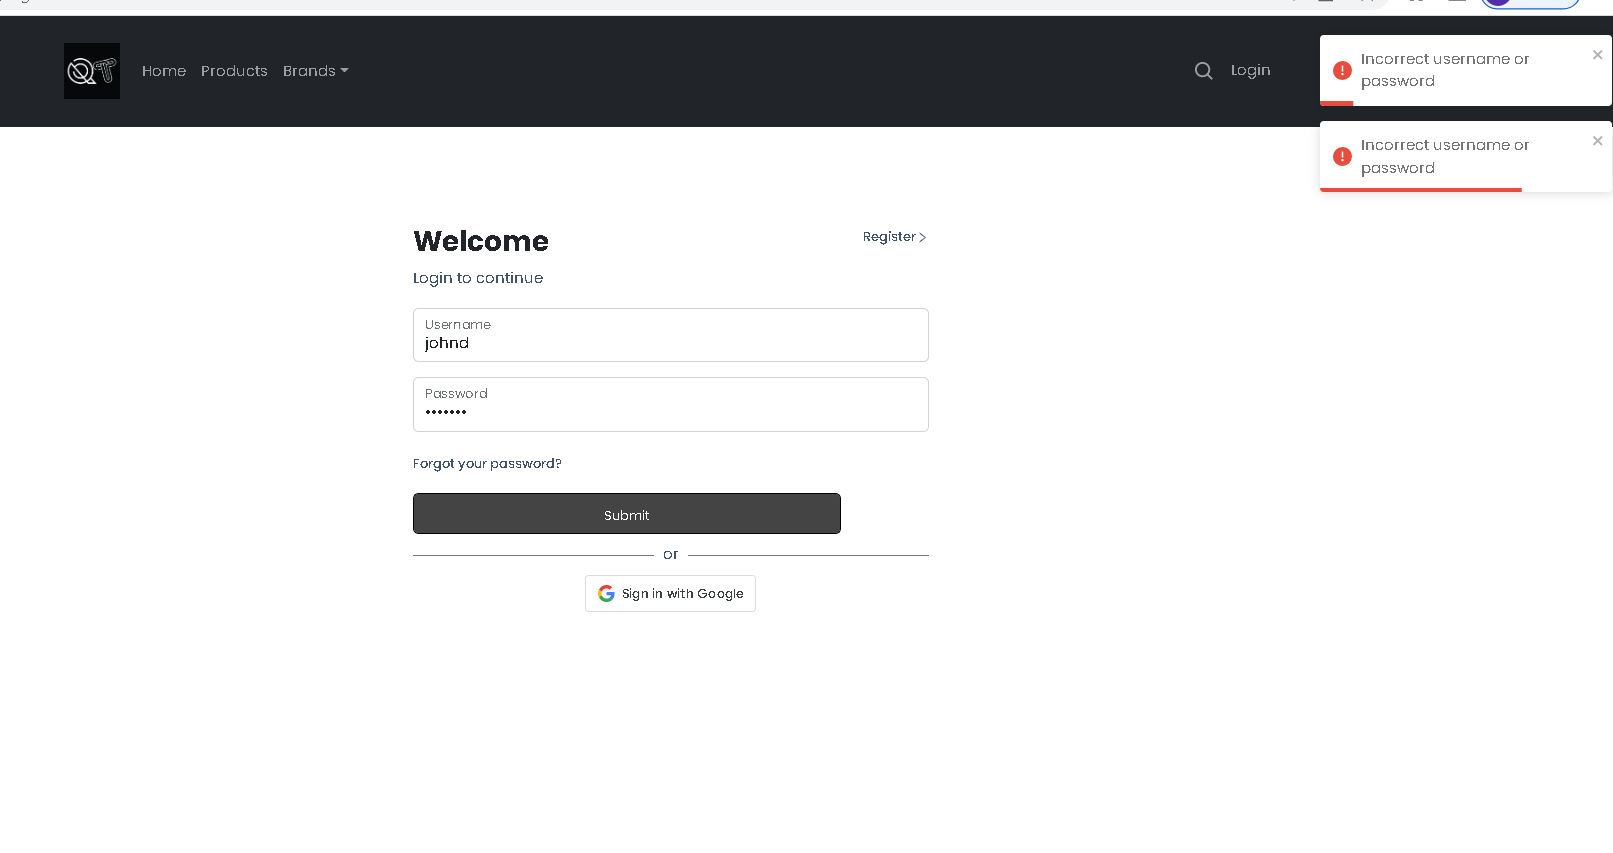 QT
Home Products Brands
Login
Incorrect username or
password
Incorrect username or
password
Welcome
Register
Login to continue
Username
johnd
Password
•••••••
Forgot your password?
Submit
or
Sign in with Google